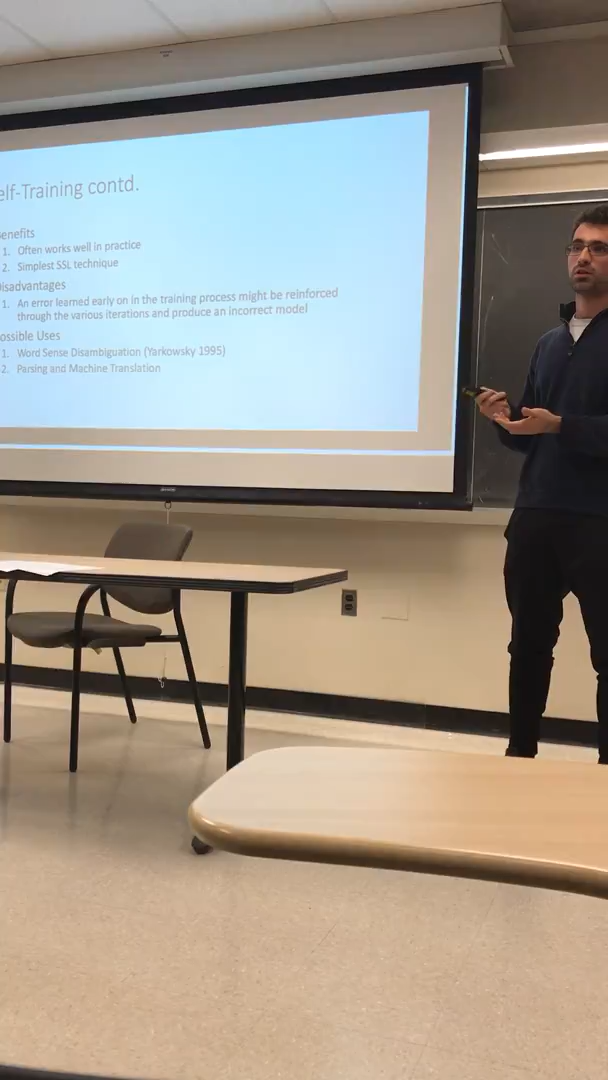 elf-Training contd.
enefits
1. Often works well in practice
2. Simplest SSL technique
isadvantages
1. An error learned early on in the training process might be reinforced
through the various iterations and produce an incorrect model
ossible Uses
1. Word Sense Disambiguation (Yarkowsky 1995)
2. Parsing and Machine Translation